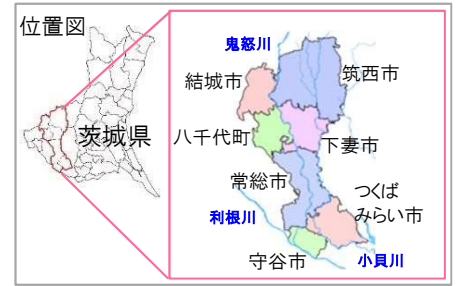 位置図
茨城県
鬼怒川
結城市
筑西市
八千代町
下妻市
常総市
つくば
みらい市
利根川
守谷市
小貝川